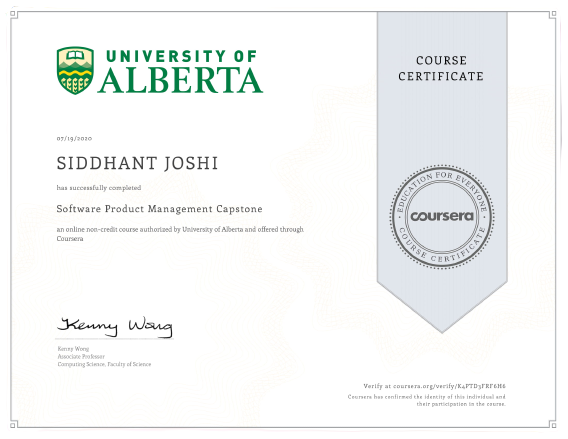 UNIVERSITY OF
ALBERTA
COURSE
CERTIFICATE
07/19/2020
SIDDHANT JOSHI
has successfully completed
Software Product Management Capstone
an online non-credit course authorized by University of Alberta and offered through
Coursera
EDUCATION FOR EVERYONE
coursera
COURSE CERTIFICATE
Kenny Wong
Kenny Wong
Associate Professor
Computing Science, Faculty of Science
Verify at coursera.org/verify/K4PTD3FRF6H6
Coursera has confirmed the identity of this individual and
their participation in the course.